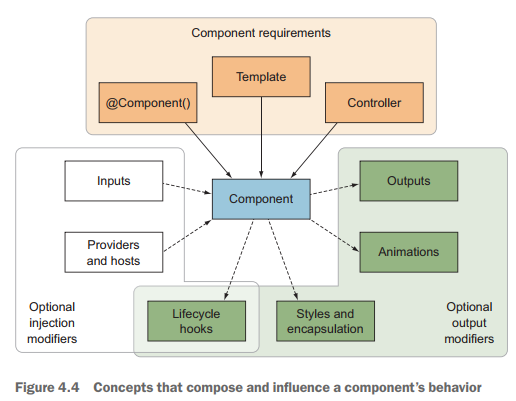 Component requirements
Template
@Component()
Controller
Inputs
Component
Outputs
Providers
and hosts
Animations
Optional
injection
modifiers
Lifecycle
hooks
Styles and
encapsulation
Optional
output
modifiers
Figure 4.4 Concepts that compose and influence a component's behavior